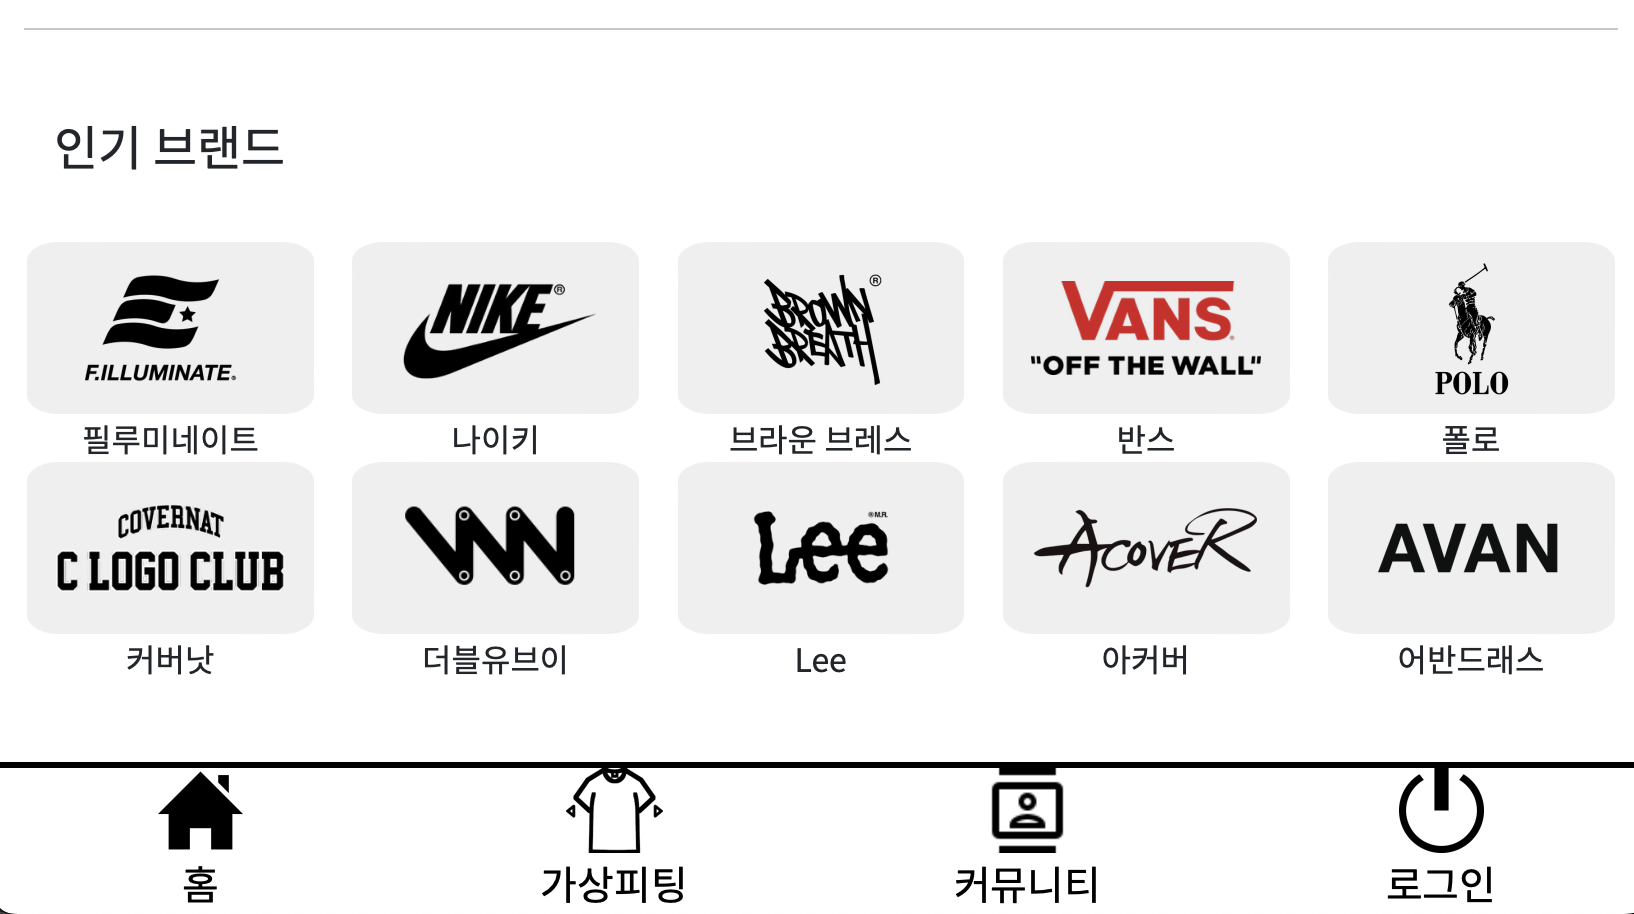 인기 브랜드
F.ILLUMINATE®
NIKE®
BROWN BREATH®
VANS®
"OFF THE WALL"
POLO
필루미네이트
나이키
브라운 브레스
반스
폴로
COVERNAT
C LOGO CLUB
Lee ®M.R.
ACOVER
AVAN
커버낫
더블유브이
Lee
아커버
어반드래스
홈
가상피팅
커뮤니티
로그인